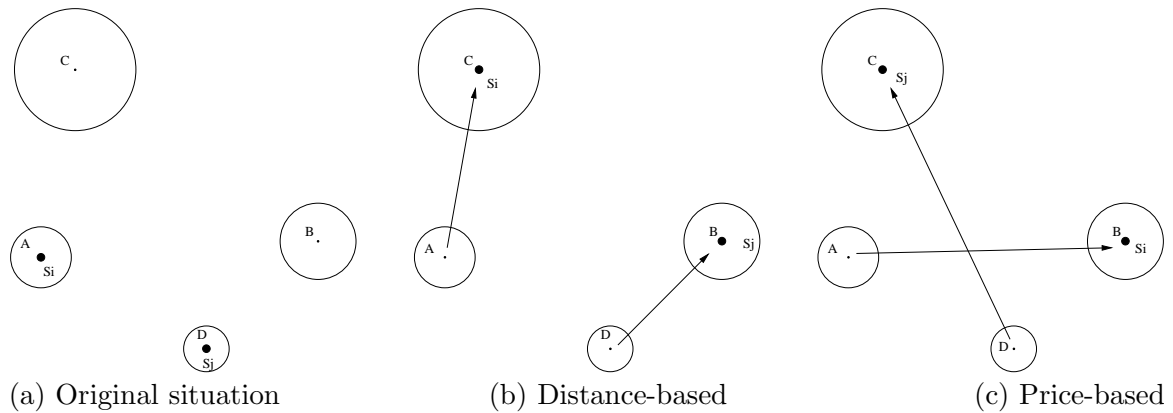 C
A
Si
B
D
Sj
(a) Original situation
C
Si
A
B
Sj
D
(b) Distance-based
C
Sj
A
B
Si
D
(c) Price-based